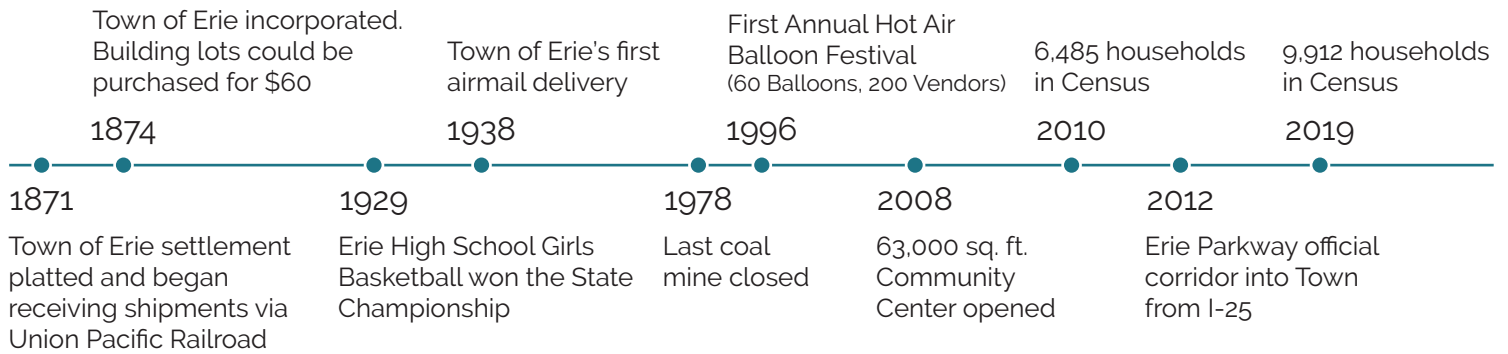 Town of Erie incorporated.
Building lots could be
purchased for $60
1874
Town of Erie's first
airmail delivery
1938
First Annual Hot Air
Balloon Festival
(60 Balloons, 200 Vendors)
1996
6,485 households
in Census
2010
9,912 households
in Census
2019
1871
Town of Erie settlement
platted and began
receiving shipments via
Union Pacific Railroad
1929
Erie High School Girls
Basketball won the State
Championship
1978
Last coal
mine closed
2008
63,000 sq. ft.
Community
Center opened
2012
Erie Parkway official
corridor into Town
from I-25